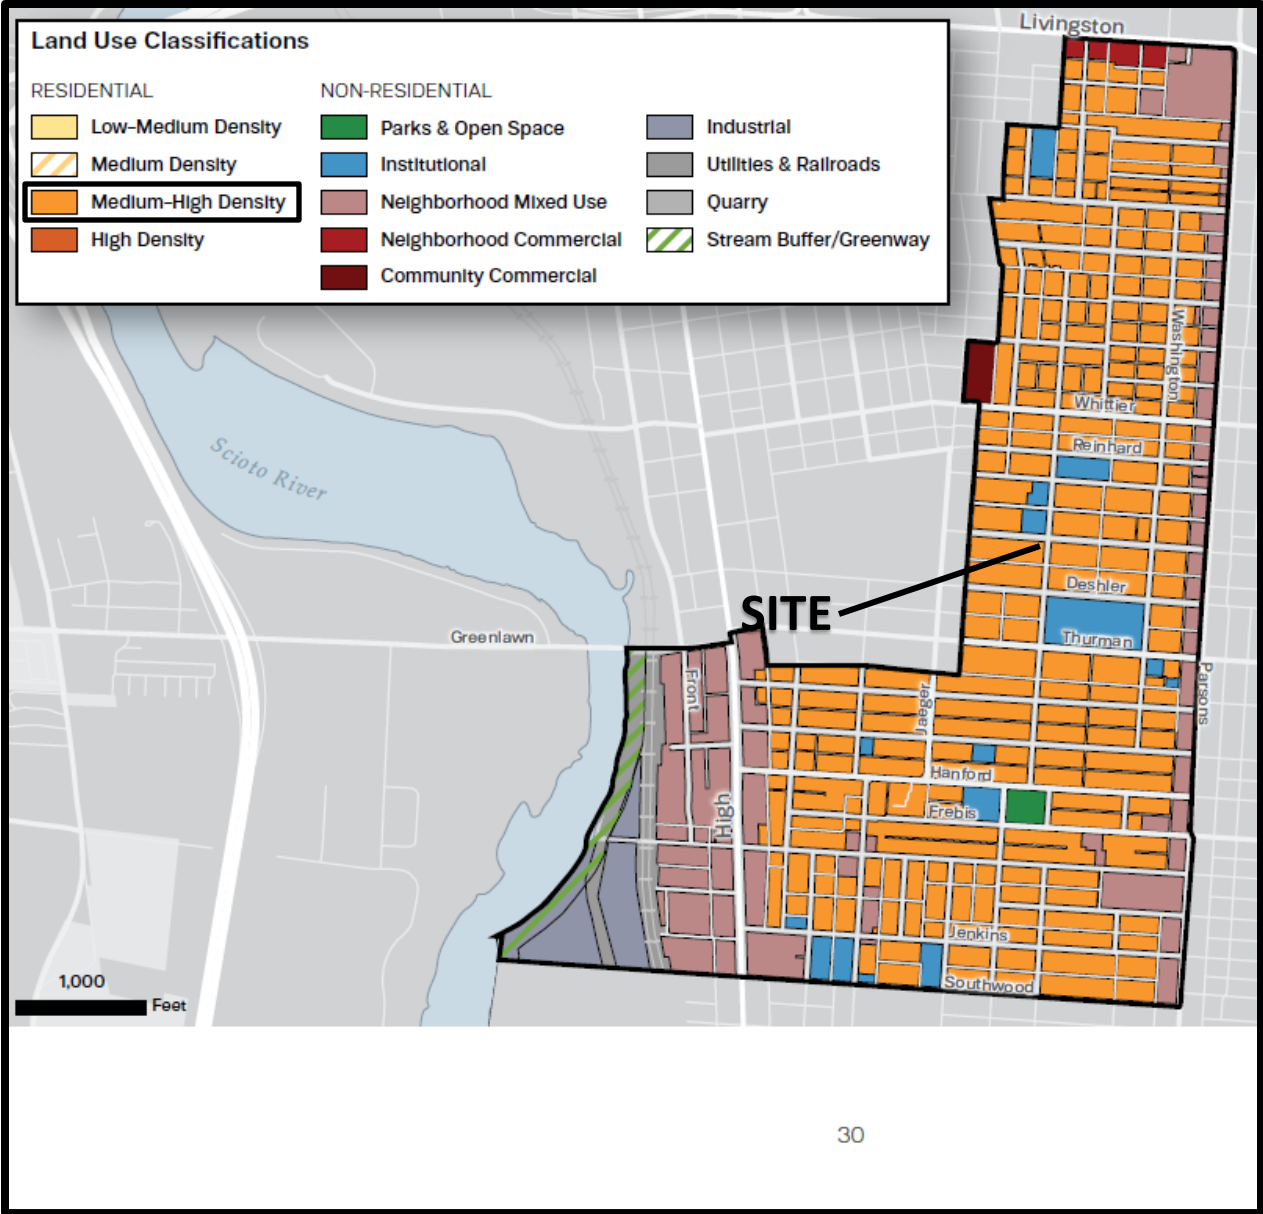 Livingston
Land Use Classifications
RESIDENTIAL
NON-RESIDENTIAL
Low–Medium Density
Parks & Open Space
Industrial
Medium Density
Institutional
Utilities & Railroads
Medium–High Density
Neighborhood Mixed Use
Quarry
High Density
Neighborhood Commercial
Stream Buffer/Greenway
Community Commercial
Washington
Whittier
Reinhard
Scioto River
Deshler
SITE
Greenlawn
Thurman
Front
Jaeger
Parsons
Hanford
High
Frebis
Jenkins
1,000
Feet
Southwood
30